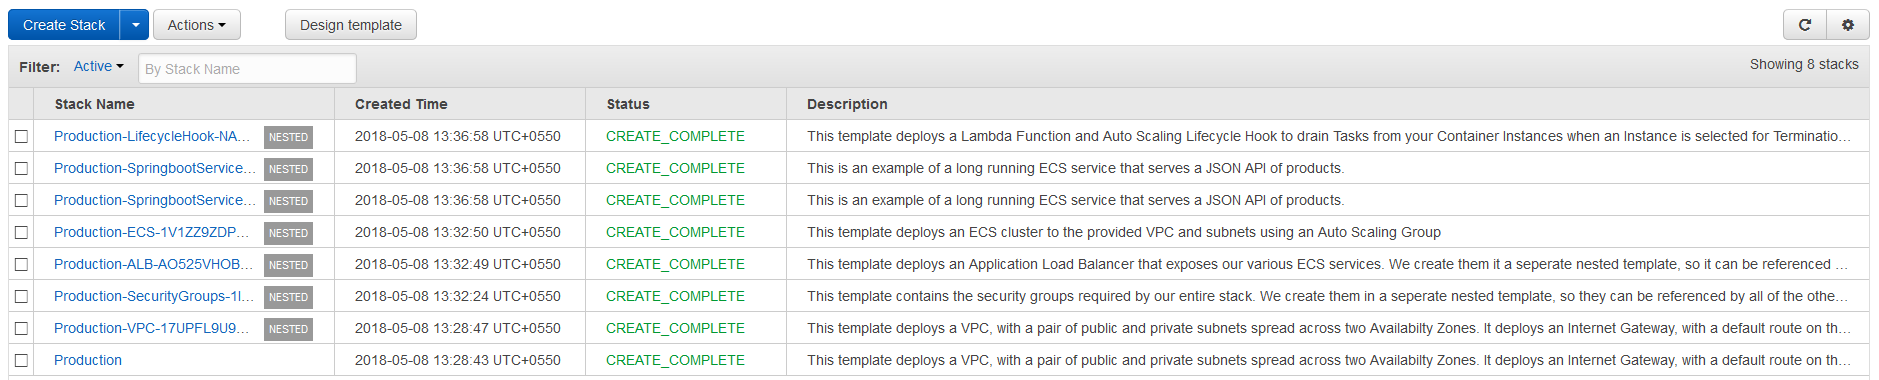 Create Stack Actions Design template
Filter: Active By Stack Name Showing 8 stacks
Stack Name Created Time Status Description
Production-LifecycleHook-NA... NESTED 2018-05-08 13:36:58 UTC+0550 CREATE_COMPLETE This template deploys a Lambda Function and Auto Scaling Lifecycle Hook to drain Tasks from your Container Instances when an Instance is selected for Terminatio...
Production-SpringbootService... NESTED 2018-05-08 13:36:58 UTC+0550 CREATE_COMPLETE This is an example of a long running ECS service that serves a JSON API of products.
Production-SpringbootService... NESTED 2018-05-08 13:36:58 UTC+0550 CREATE_COMPLETE This is an example of a long running ECS service that serves a JSON API of products.
Production-ECS-1V1ZZ9ZDP... NESTED 2018-05-08 13:32:50 UTC+0550 CREATE_COMPLETE This template deploys an ECS cluster to the provided VPC and subnets using an Auto Scaling Group
Production-ALB-AO525VHOB... NESTED 2018-05-08 13:32:49 UTC+0550 CREATE_COMPLETE This template deploys an Application Load Balancer that exposes our various ECS services. We create them it a seperate nested template, so it can be referenced ...
Production-SecurityGroups-1I... NESTED 2018-05-08 13:32:24 UTC+0550 CREATE_COMPLETE This template contains the security groups required by our entire stack. We create them in a seperate nested template, so they can be referenced by all of the othe...
Production-VPC-17UPFL9U9... NESTED 2018-05-08 13:28:47 UTC+0550 CREATE_COMPLETE This template deploys a VPC, with a pair of public and private subnets spread across two Availabilty Zones. It deploys an Internet Gateway, with a default route on th...
Production 2018-05-08 13:28:43 UTC+0550 CREATE_COMPLETE This template deploys a VPC, with a pair of public and private subnets spread across two Availabilty Zones. It deploys an Internet Gateway, with a default route on th...